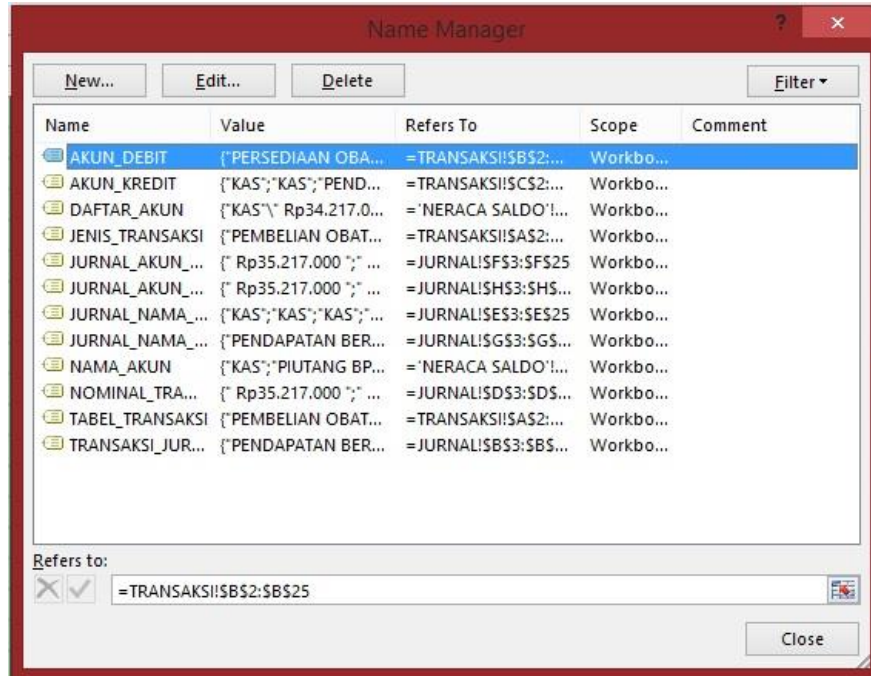 Name Manager
?
×
New... Edit... Delete Filter
Name Value Refers To Scope Comment
AKUN_DEBIT {"PERSEDIAAN OBA... =TRANSAKSI!$B$2:... Workbo...
AKUN_KREDIT {"KAS";"KAS";"PEND... =TRANSAKSI!$C$2:... Workbo...
DAFTAR_AKUN {"KAS"\" Rp34.217.0... ='NERACA SALDO'!... Workbo...
JENIS_TRANSAKSI {"PEMBELIAN OBAT... =TRANSAKSI!$A$2:... Workbo...
JURNAL_AKUN_... {" Rp35.217.000 ";" ... =JURNAL!$F$3:$F$25 Workbo...
JURNAL_AKUN_... {" Rp35.217.000 ";" ... =JURNAL!$H$3:$H$... Workbo...
JURNAL_NAMA_... {"KAS";"KAS";"KAS";"... =JURNAL!$E$3:$E$25 Workbo...
JURNAL_NAMA_... {"PENDAPATAN BER... =JURNAL!$G$3:$G$... Workbo...
NAMA_AKUN {"KAS";"PIUTANG BP... ='NERACA SALDO'!... Workbo...
NOMINAL_TRA... {" Rp35.217.000 ";" ... =JURNAL!$D$3:$D$... Workbo...
TABEL_TRANSAKSI {"PEMBELIAN OBAT... =TRANSAKSI!$A$2:... Workbo...
TRANSAKSI_JUR... {"PENDAPATAN BER... =JURNAL!$B$3:$B$... Workbo...
Refers to:
=TRANSAKSI!$B$2:$B$25
Close